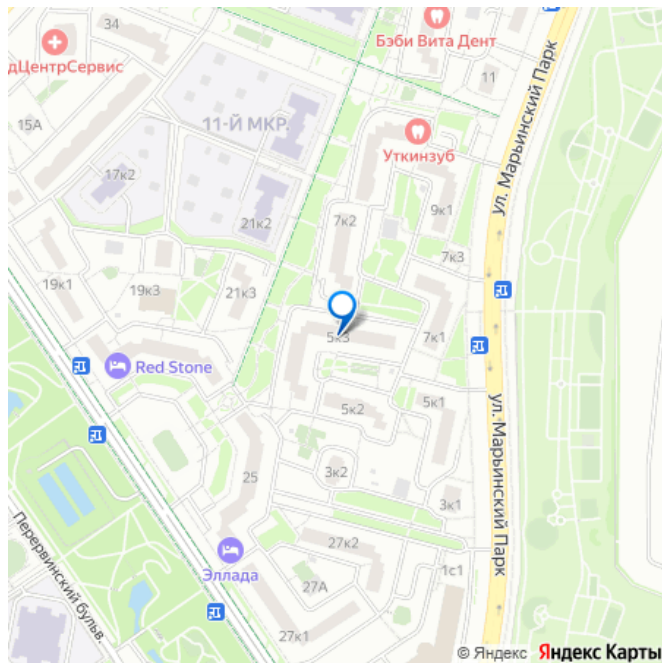 34
Бэби Вита Дент
дЦентрСервис
11
15А
11-Й МКР.
Уткинзуб
ул. Марьинский Парк
17к2
9к1
21к2
7к2
7к3
19к1
19к3
21к3
5к3
7к1
Red Stone
5к2
5к1
ул. Марьинский Парк
25
3к2
3к1
Перервинский бульв.
27к2
Эллада
1с1
27А
27к1
© Яндекс Яндекс Карты